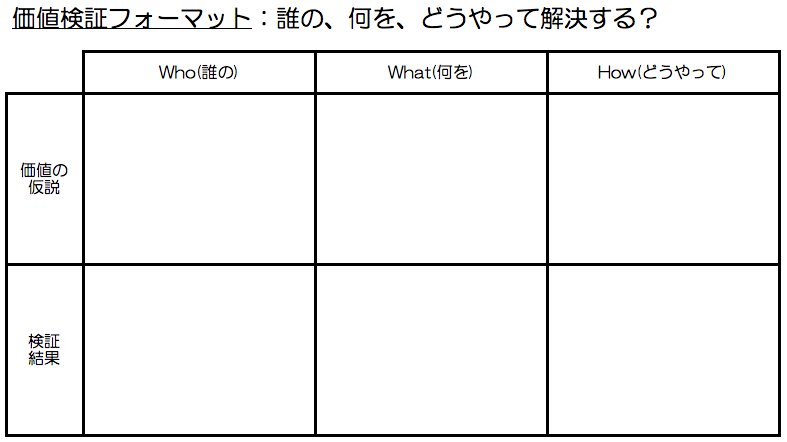 価値検証フォーマット：誰の、何を、どうやって解決する？
Who(誰の)
What(何を)
How(どうやって)
価値の
仮説
検証
結果